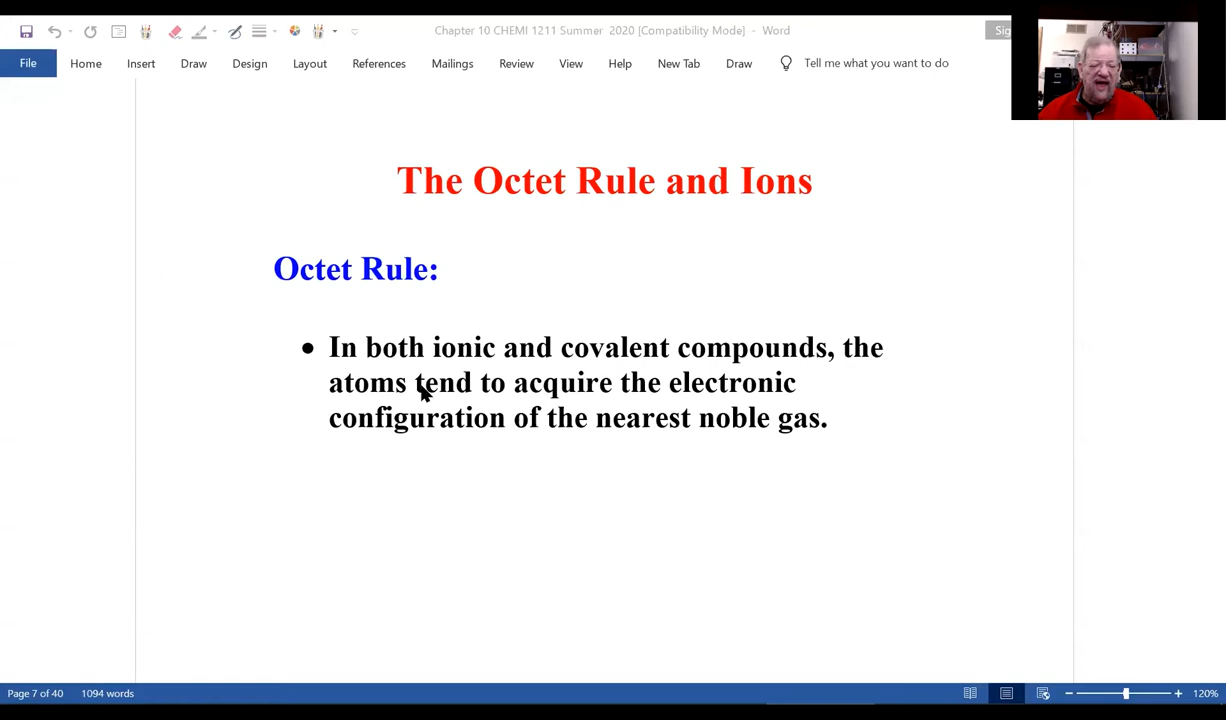 Chapter 10 CHEMI 1211 Summer 2020 [Compatibility Mode] - Word
File Home Insert Draw Design Layout References Mailings Review View Help New Tab Draw Tell me what you want to do
The Octet Rule and Ions
Octet Rule:
• In both ionic and covalent compounds, the
atoms tend to acquire the electronic
configuration of the nearest noble gas.
Page 7 of 40 1094 words 120%